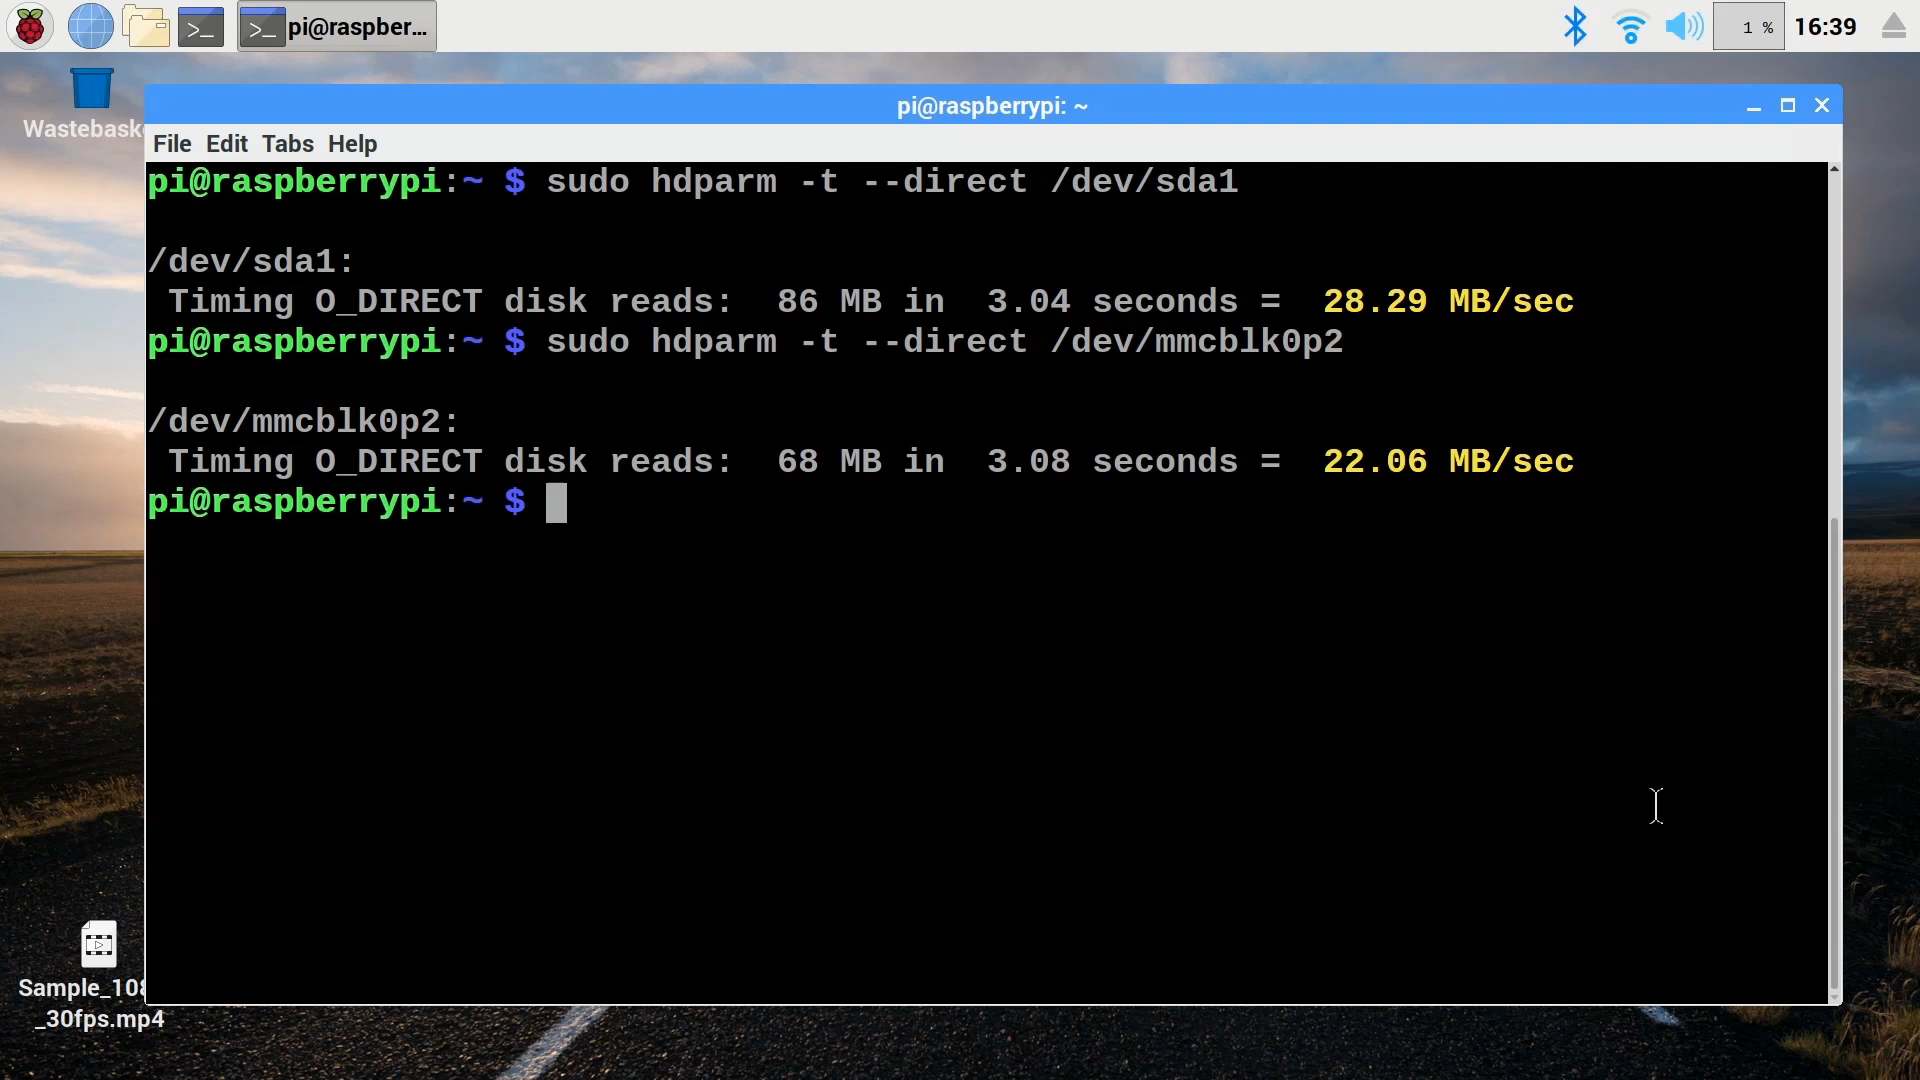 >_
>_ pi@raspber...
1 %
16:39
Wastebaske
pi@raspberrypi: ~
File Edit Tabs Help
pi@raspberrypi:~ $ sudo hdparm -t --direct /dev/sda1
/dev/sda1:
 Timing O_DIRECT disk reads:  86 MB in  3.04 seconds =  28.29 MB/sec
pi@raspberrypi:~ $ sudo hdparm -t --direct /dev/mmcblk0p2
/dev/mmcblk0p2:
 Timing O_DIRECT disk reads:  68 MB in  3.08 seconds =  22.06 MB/sec
pi@raspberrypi:~ $
Sample_108
_30fps.mp4